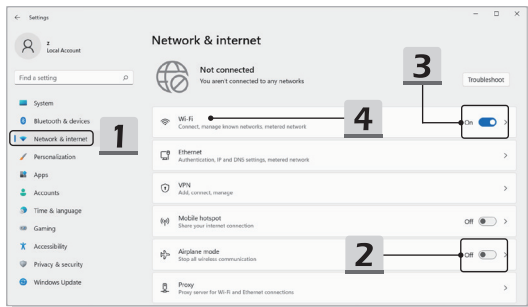 Settings
z
Local Account
Find a setting
System
Bluetooth & devices
Network & internet
Personalization
Apps
Accounts
Time & language
Gaming
Accessibility
Privacy & security
Windows Update
1
Network & internet
Not connected
You aren't connected to any networks
Troubleshoot
3
Wi-Fi
Connect, manage known networks, metered network
4
On
Ethernet
Authentication, IP and DNS settings, metered network
VPN
Add, connect, manage
Mobile hotspot
Share your internet connection
Off
Airplane mode
Stop all wireless communication
2
Off
Proxy
Proxy server for Wi-Fi and Ethernet connections